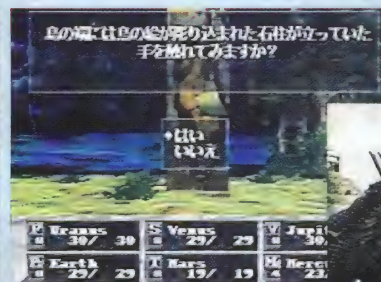 島の端には鳥の絵が彫り込まれた石柱が立っていた
手を触れてみますか?
はい
いいえ
Uranus
30/ 30
S Venus
29/ 29
Jupit
30/
Earth
29/ 29
T Mars
19/ 19
Merc
23/